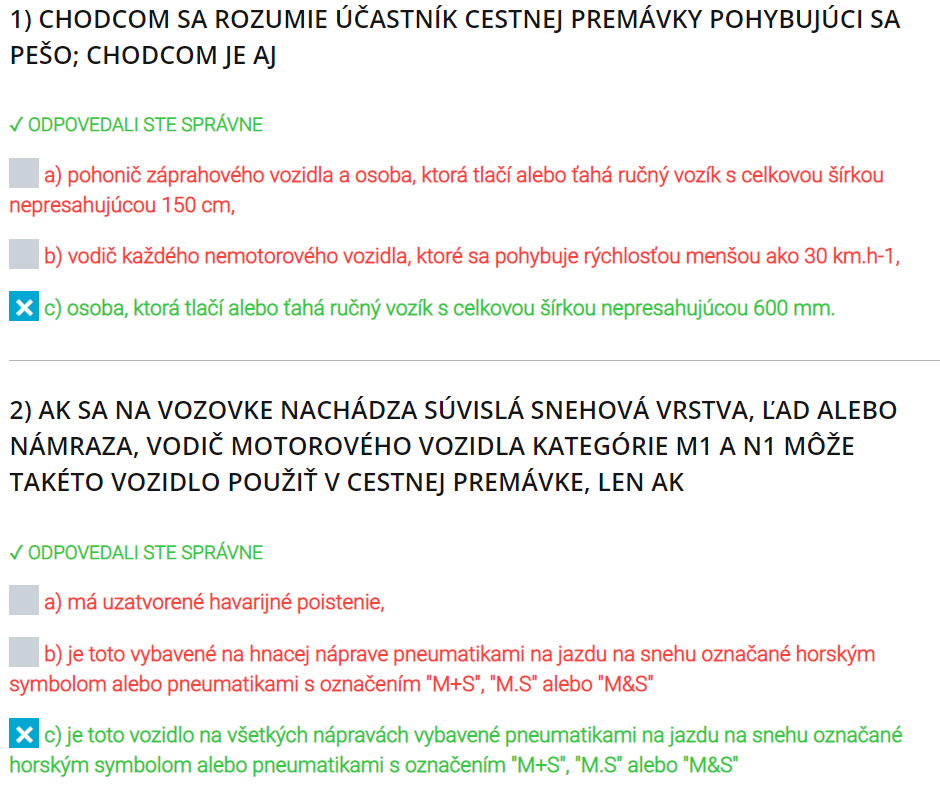 1) CHODCOM SA ROZUMIE ÚČASTNÍK CESTNEJ PREMÁVKY POHYBUJÚCI SA
PEŠO; CHODCOM JE AJ
✓ ODPOVEDALI STE SPRÁVNE
a) pohonič záprahového vozidla a osoba, ktorá tlačí alebo ťahá ručný vozík s celkovou šírkou
nepresahujúcou 150 cm,
b) vodič každého nemotorového vozidla, ktoré sa pohybuje rýchlosťou menšou ako 30 km.h-1,
c) osoba, ktorá tlačí alebo ťahá ručný vozík s celkovou šírkou nepresahujúcou 600 mm.
2) AK SA NA VOZOVKE NACHÁDZA SÚVISLÁ SNEHOVÁ VRSTVA, ĽAD ALEBO
NÁMRAZA, VODIČ MOTOROVÉHO VOZIDLA KATEGÓRIE M1 A N1 MÔŽE
TAKÉTO VOZIDLO POUŽIŤ V CESTNEJ PREMÁVKE, LEN AK
✓ ODPOVEDALI STE SPRÁVNE
a) má uzatvorené havarijné poistenie,
b) je toto vybavené na hnacej náprave pneumatikami na jazdu na snehu označané horským
symbolom alebo pneumatikami s označením "M+S", "M.S" alebo "M&S"
c) je toto vozidlo na všetkých nápravách vybavené pneumatikami na jazdu na snehu označané
horským symbolom alebo pneumatikami s označením "M+S", "M.S" alebo "M&S"